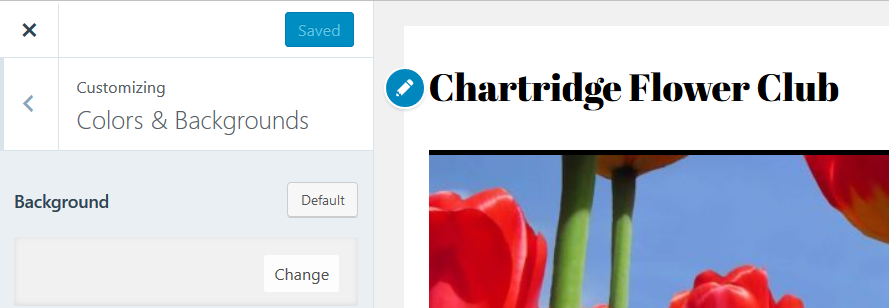 Saved
Customizing
Colors & Backgrounds
Chartridge Flower Club
Background
Default
Change